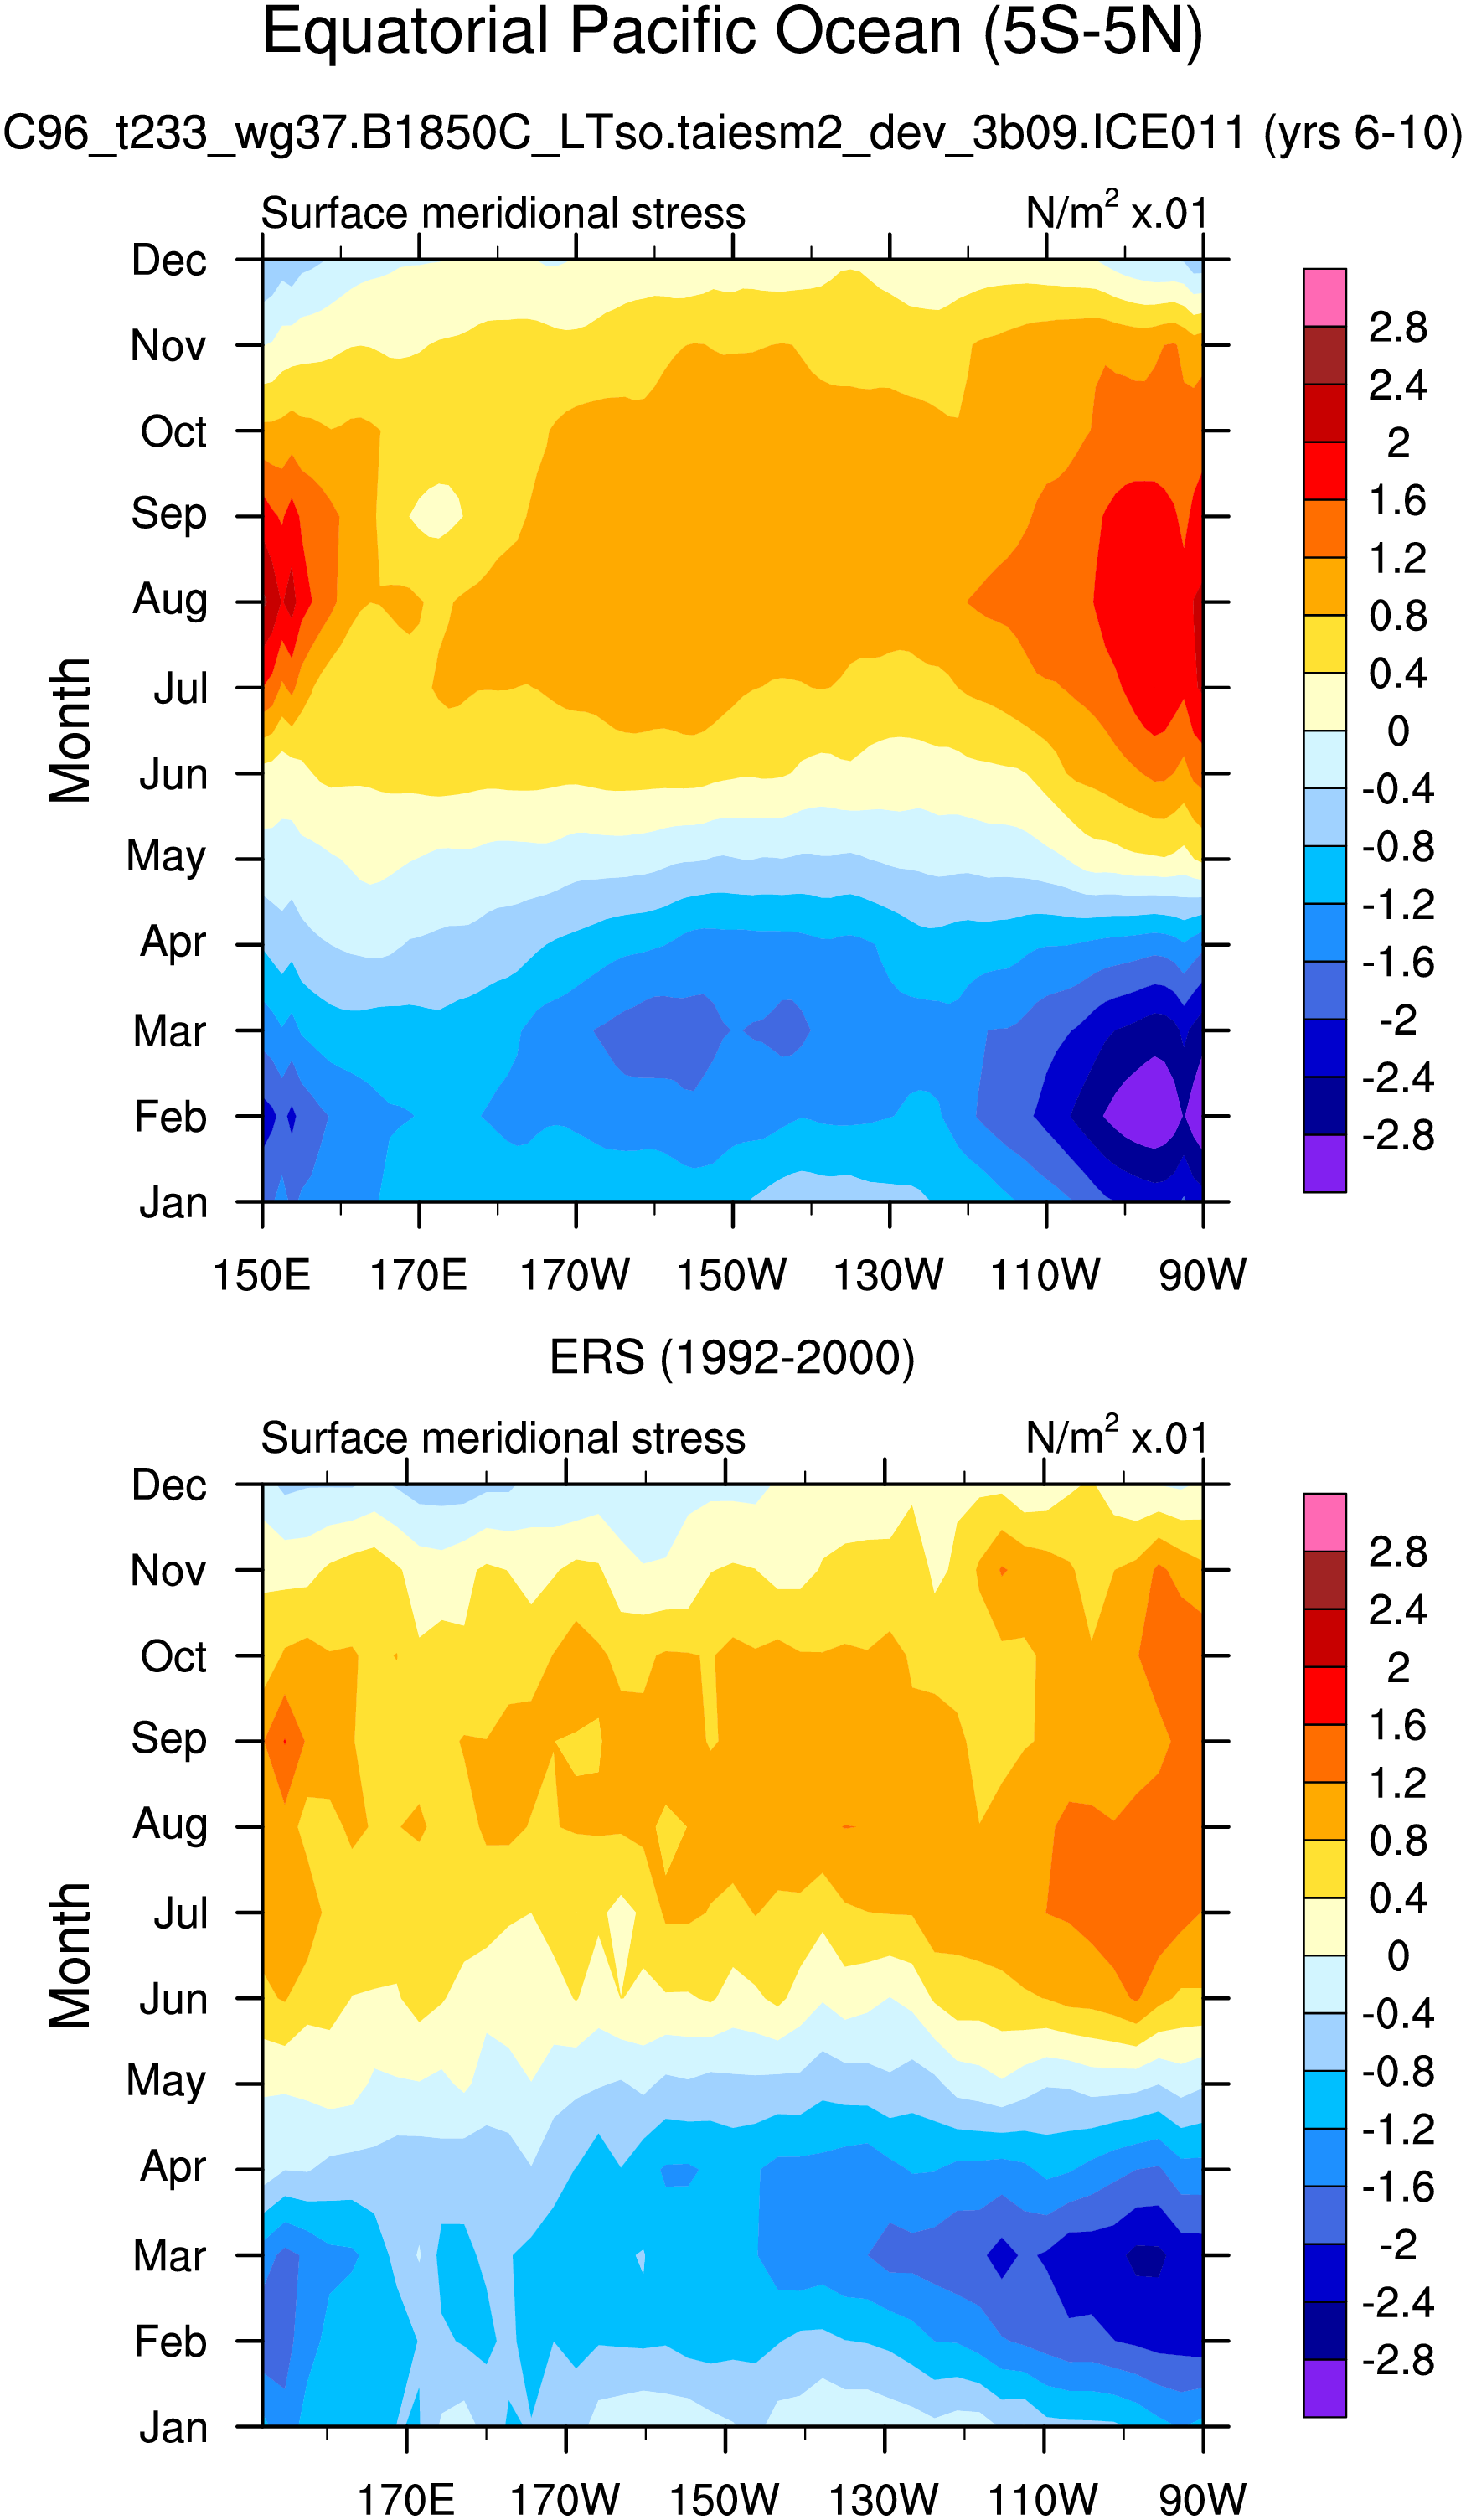 Equatorial Pacific Ocean (5S-5N)
C96_t233_wg37.B1850C_LTso.taiesm2_dev_3b09.ICE011 (yrs 6-10)
Surface meridional stress N/m² x.01
Dec
Nov
Oct
Sep
Aug
Jul
Jun
May
Apr
Mar
Feb
Jan
Month
150E 170E 170W 150W 130W 110W 90W
2.8
2.4
2
1.6
1.2
0.8
0.4
0
-0.4
-0.8
-1.2
-1.6
-2
-2.4
-2.8
ERS (1992-2000)
Surface meridional stress N/m² x.01
Dec
Nov
Oct
Sep
Aug
Jul
Jun
May
Apr
Mar
Feb
Jan
Month
170E 170W 150W 130W 110W 90W
2.8
2.4
2
1.6
1.2
0.8
0.4
0
-0.4
-0.8
-1.2
-1.6
-2
-2.4
-2.8